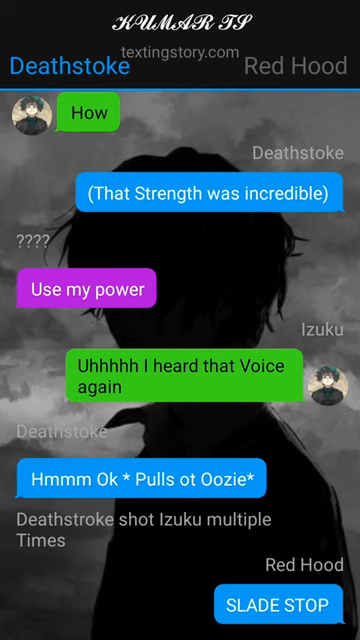 𝓚𝓤𝓜𝓐𝓡 𝓣𝓢
textingstory.com
Deathstoke Red Hood
How
Deathstoke
(That Strength was incredible)
????
Use my power
Izuku
Uhhhhh I heard that Voice
again
Deathstoke
Hmmm Ok * Pulls ot Oozie*
Deathstroke shot Izuku multiple
Times
Red Hood
SLADE STOP